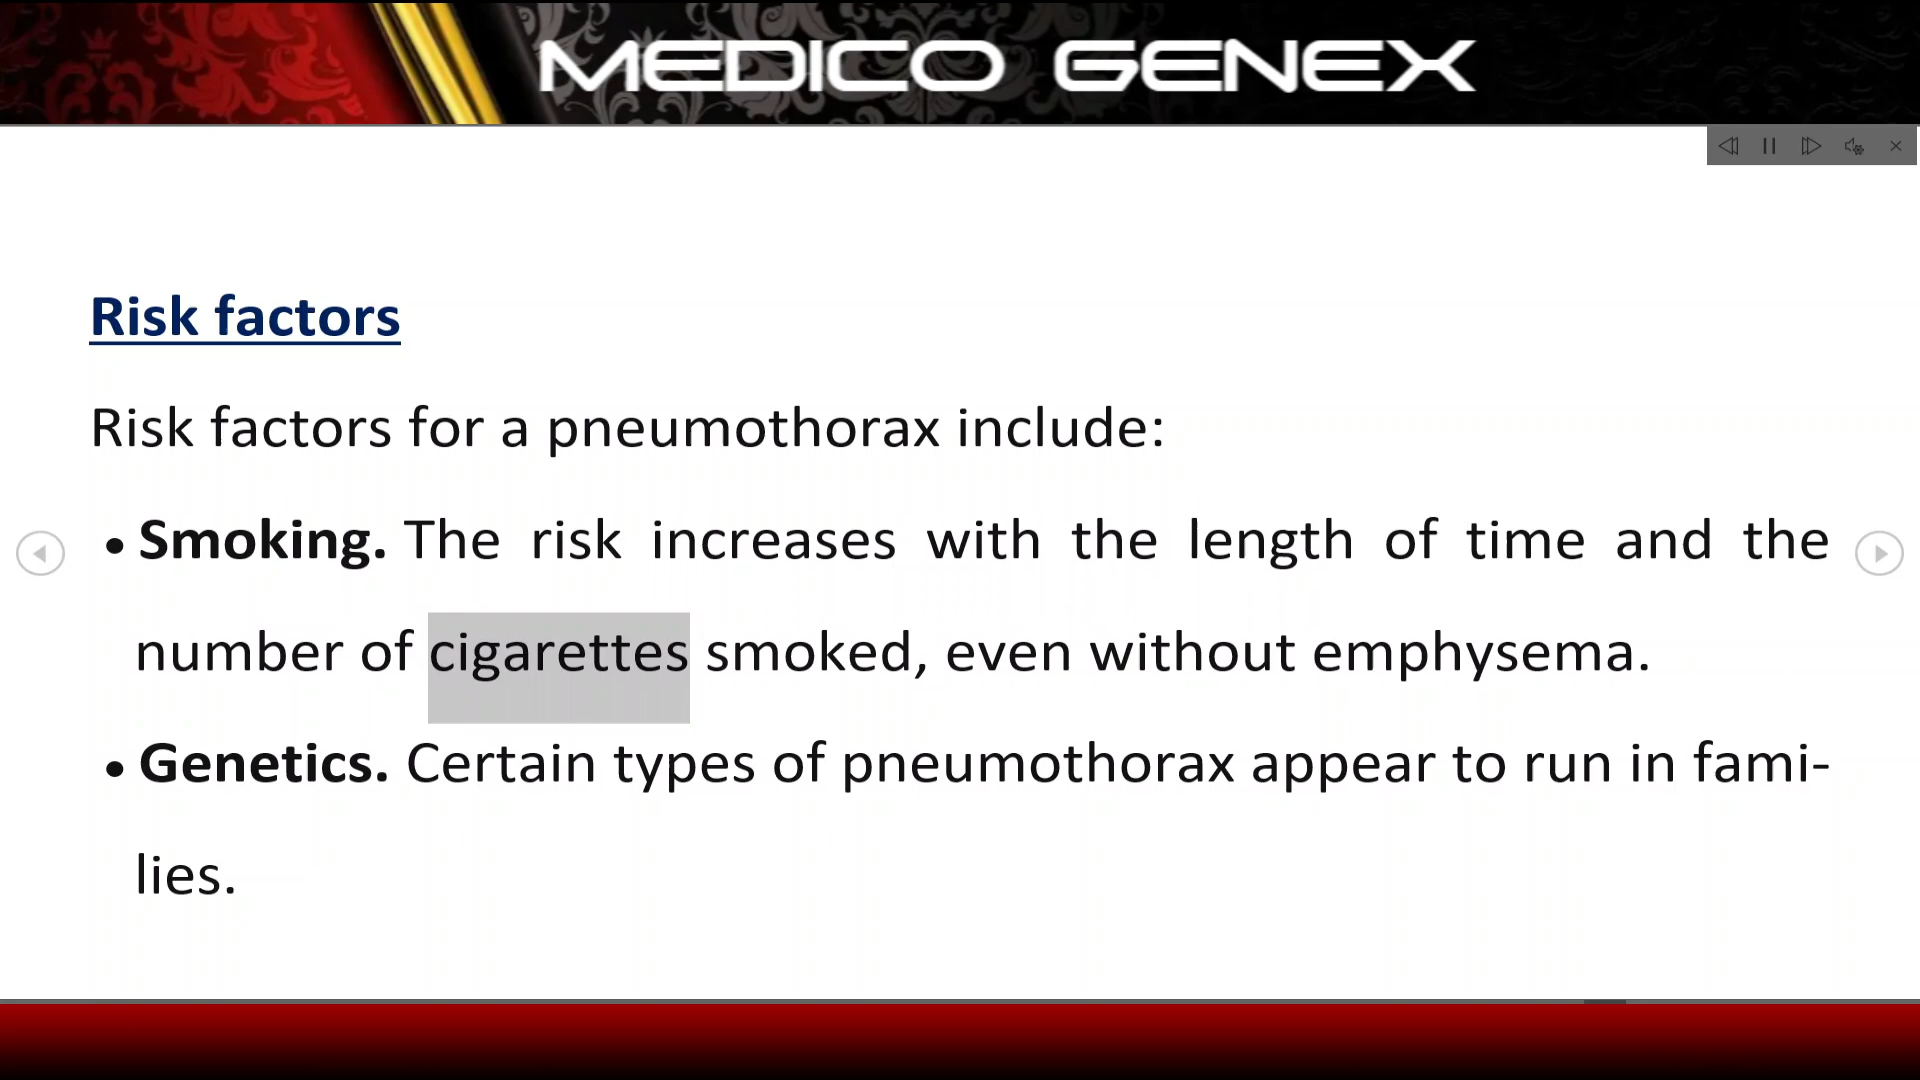 MEDICO GENEX
Risk factors
Risk factors for a pneumothorax include:
• Smoking. The risk increases with the length of time and the
number of cigarettes smoked, even without emphysema.
• Genetics. Certain types of pneumothorax appear to run in fami-
lies.